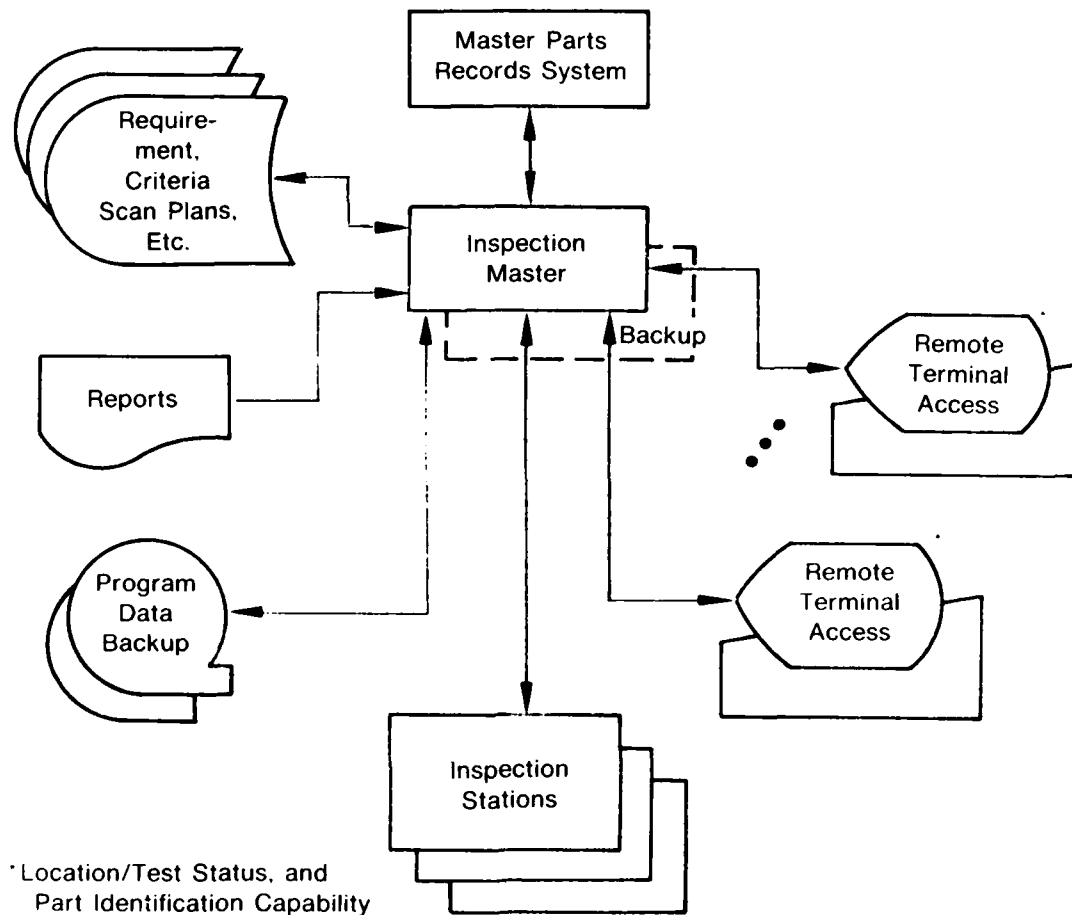 Master Parts
Records System
Require-
ment,
Criteria
Scan Plans,
Etc.
Inspection
Master
Backup
Remote
Terminal
Access
Reports
Program
Data
Backup
Remote
Terminal
Access
Inspection
Stations
*Location/Test Status, and
Part Identification Capability